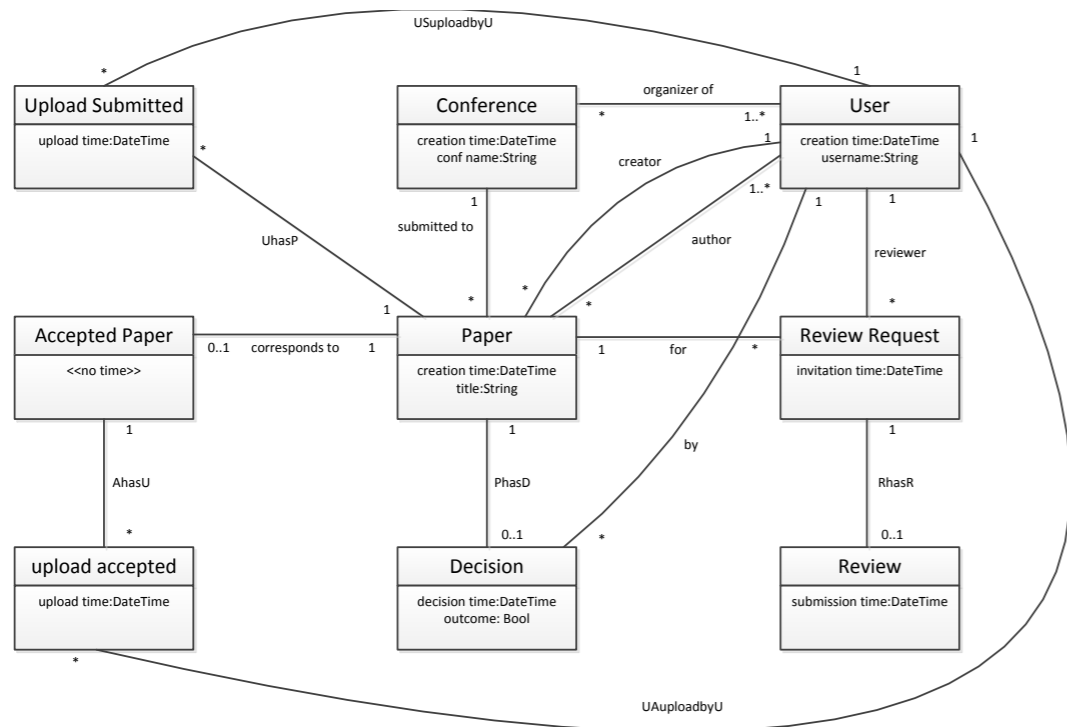 USuploadbyU
*
1
Upload Submitted
upload time:DateTime
*
Conference
creation time:DateTime
conf name:String
organizer of
*
1..*
User
creation time:DateTime
username:String
1
1
creator
1..*
1
submitted to
1
1
UhasP
author
reviewer
*
*
*
*
1
Accepted Paper
<<no time>>
0..1
corresponds to
1
Paper
creation time:DateTime
title:String
1
for
*
Review Request
invitation time:DateTime
1
1
1
AhasU
PhasD
by
RhasR
*
0..1
*
0..1
upload accepted
upload time:DateTime
Decision
decision time:DateTime
outcome: Bool
Review
submission time:DateTime
*
UAuploadbyU